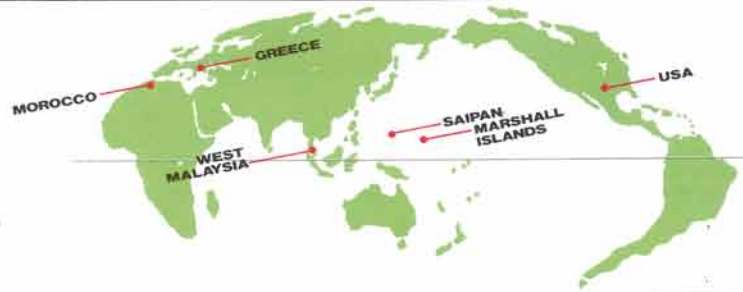 GREECE
MOROCCO
USA
SAIPAN
MARSHALL
ISLANDS
WEST
MALAYSIA